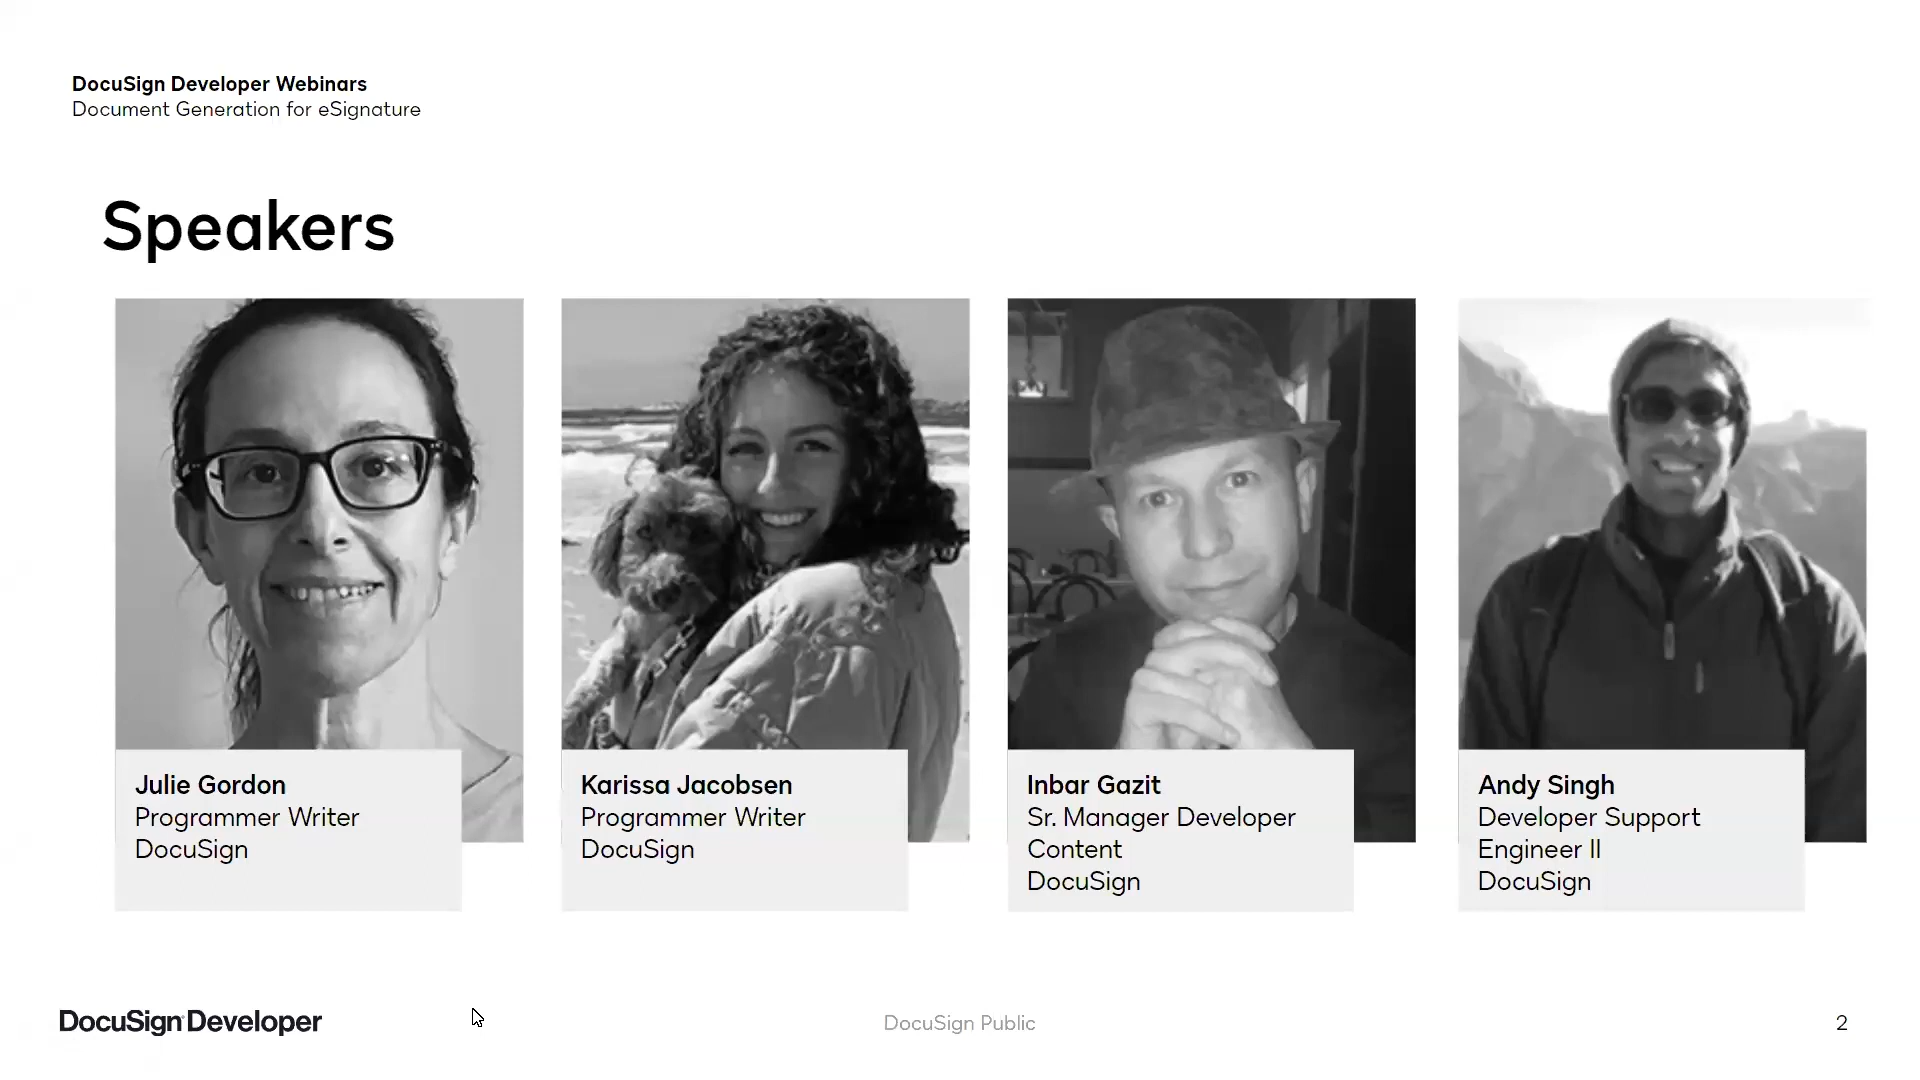 DocuSign Developer Webinars
Document Generation for eSignature
Speakers
Julie Gordon
Programmer Writer
DocuSign
Karissa Jacobsen
Programmer Writer
DocuSign
Inbar Gazit
Sr. Manager Developer
Content
DocuSign
Andy Singh
Developer Support
Engineer II
DocuSign
DocuSign Developer
DocuSign Public
2